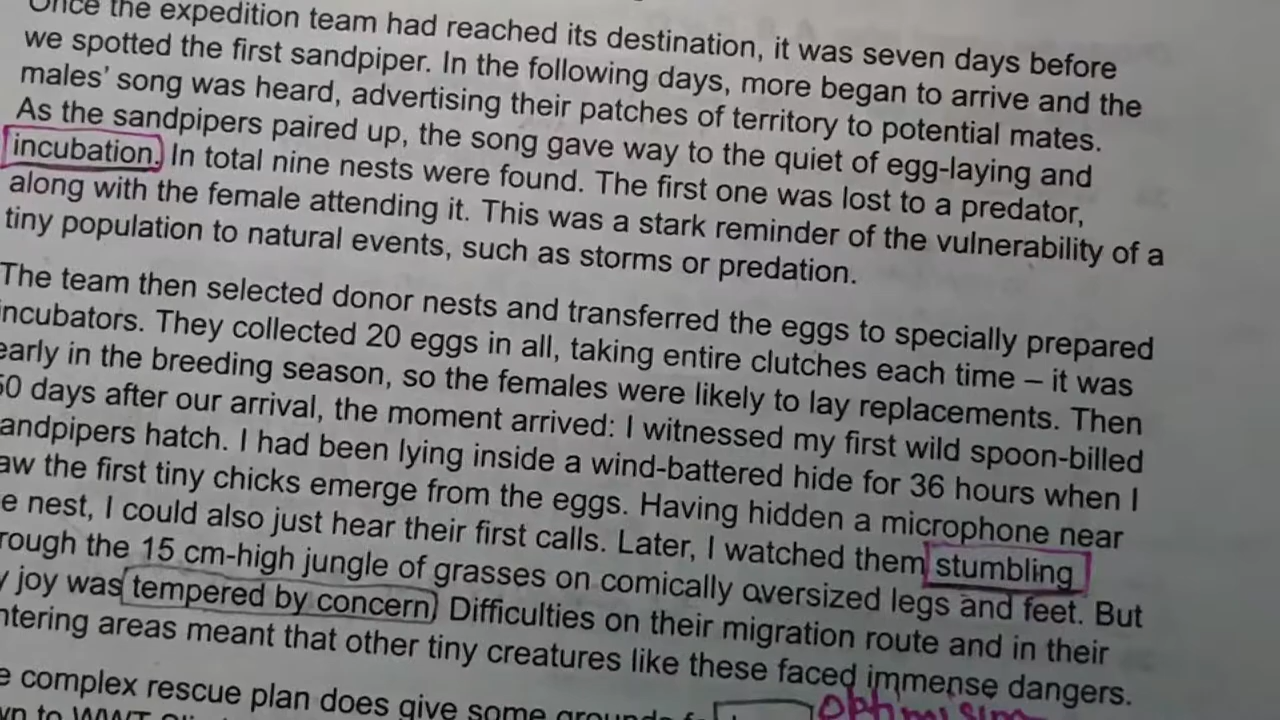 Once the expedition team had reached its destination, it was seven days before
we spotted the first sandpiper. In the following days, more began to arrive and the
males' song was heard, advertising their patches of territory to potential mates.
As the sandpipers paired up, the song gave way to the quiet of egg-laying and
incubation. In total nine nests were found. The first one was lost to a predator,
along with the female attending it. This was a stark reminder of the vulnerability of a
tiny population to natural events, such as storms or predation.
The team then selected donor nests and transferred the eggs to specially prepared
incubators. They collected 20 eggs in all, taking entire clutches each time – it was
early in the breeding season, so the females were likely to lay replacements. Then
50 days after our arrival, the moment arrived: I witnessed my first wild spoon-billed
andpipers hatch. I had been lying inside a wind-battered hide for 36 hours when I
aw the first tiny chicks emerge from the eggs. Having hidden a microphone near
e nest, I could also just hear their first calls. Later, I watched them stumbling
rough the 15 cm-high jungle of grasses on comically oversized legs and feet. But
y joy was tempered by concern. Difficulties on their migration route and in their
ntering areas meant that other tiny creatures like these faced immense dangers.
e complex rescue plan does give some grounds
optimism
wn to WWT